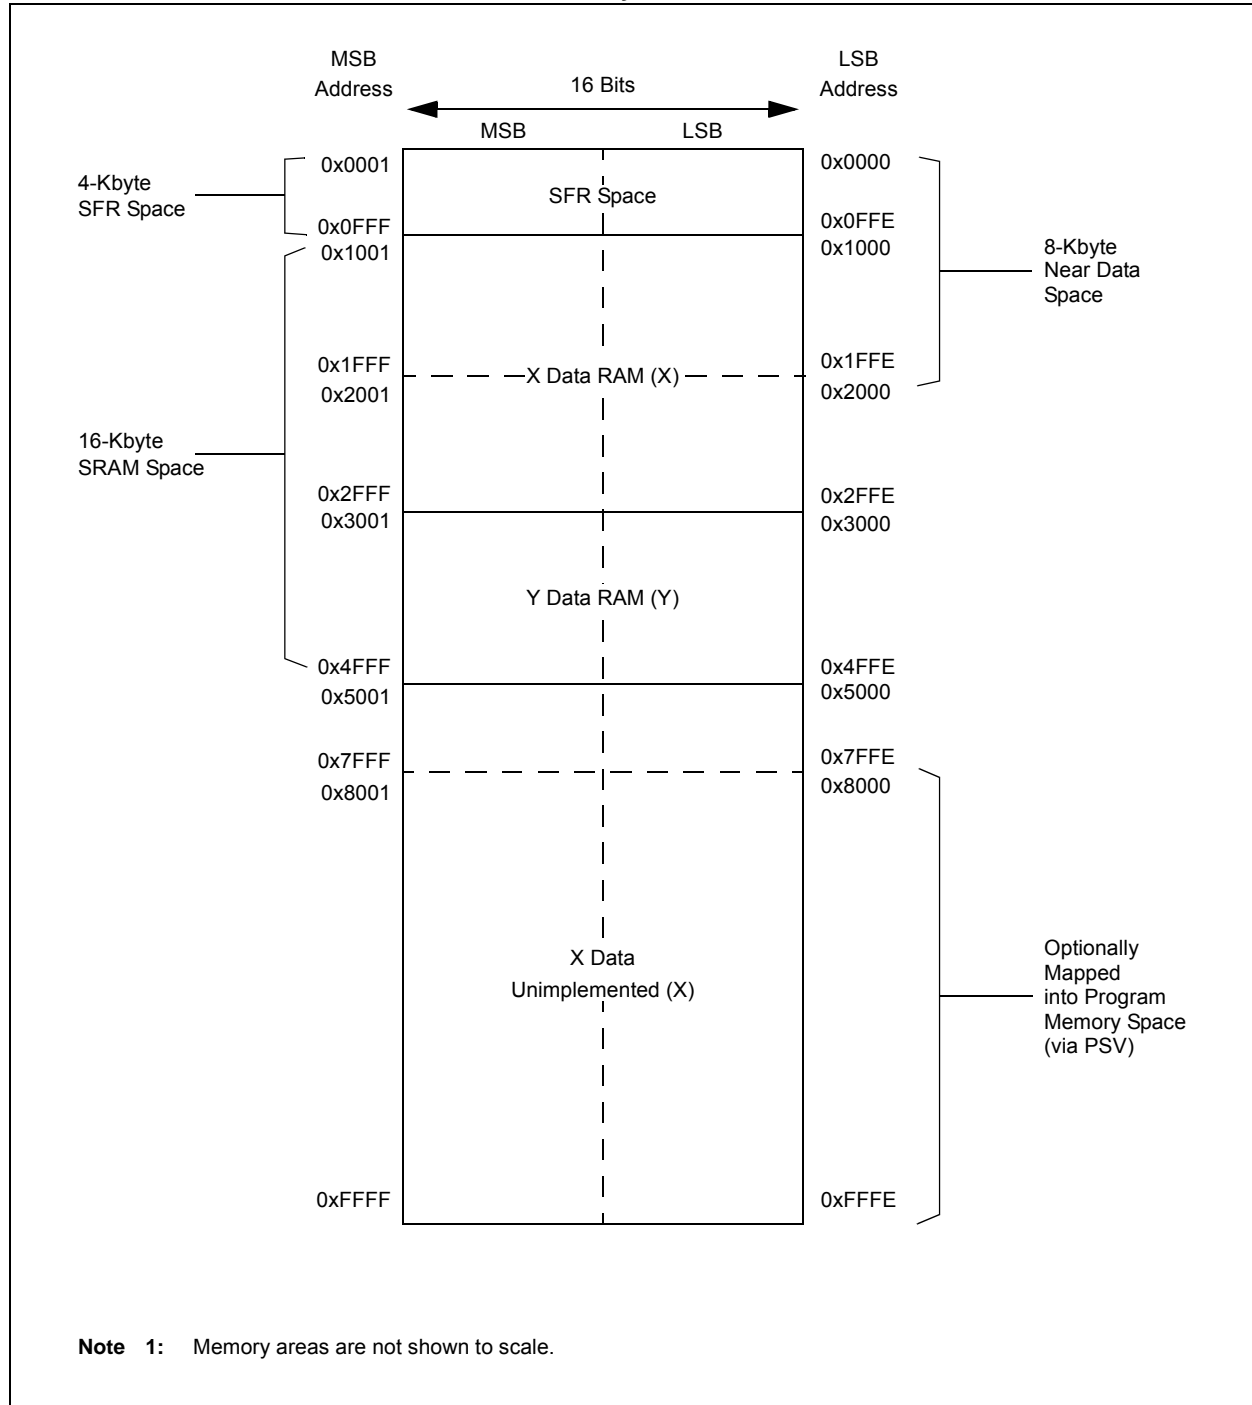 MSB
Address
16 Bits
LSB
Address
MSB
LSB
0x0001
0x0000
4-Kbyte
SFR Space
SFR Space
0x0FFF
0x0FFE
0x1001
0x1000
8-Kbyte
Near Data
Space
0x1FFF
0x1FFE
X Data RAM (X)
0x2001
0x2000
16-Kbyte
SRAM Space
0x2FFF
0x2FFE
0x3001
0x3000
Y Data RAM (Y)
0x4FFF
0x4FFE
0x5001
0x5000
0x7FFF
0x7FFE
0x8001
0x8000
X Data
Unimplemented (X)
Optionally
Mapped
into Program
Memory Space
(via PSV)
0xFFFF
0xFFFE
Note 1: Memory areas are not shown to scale.